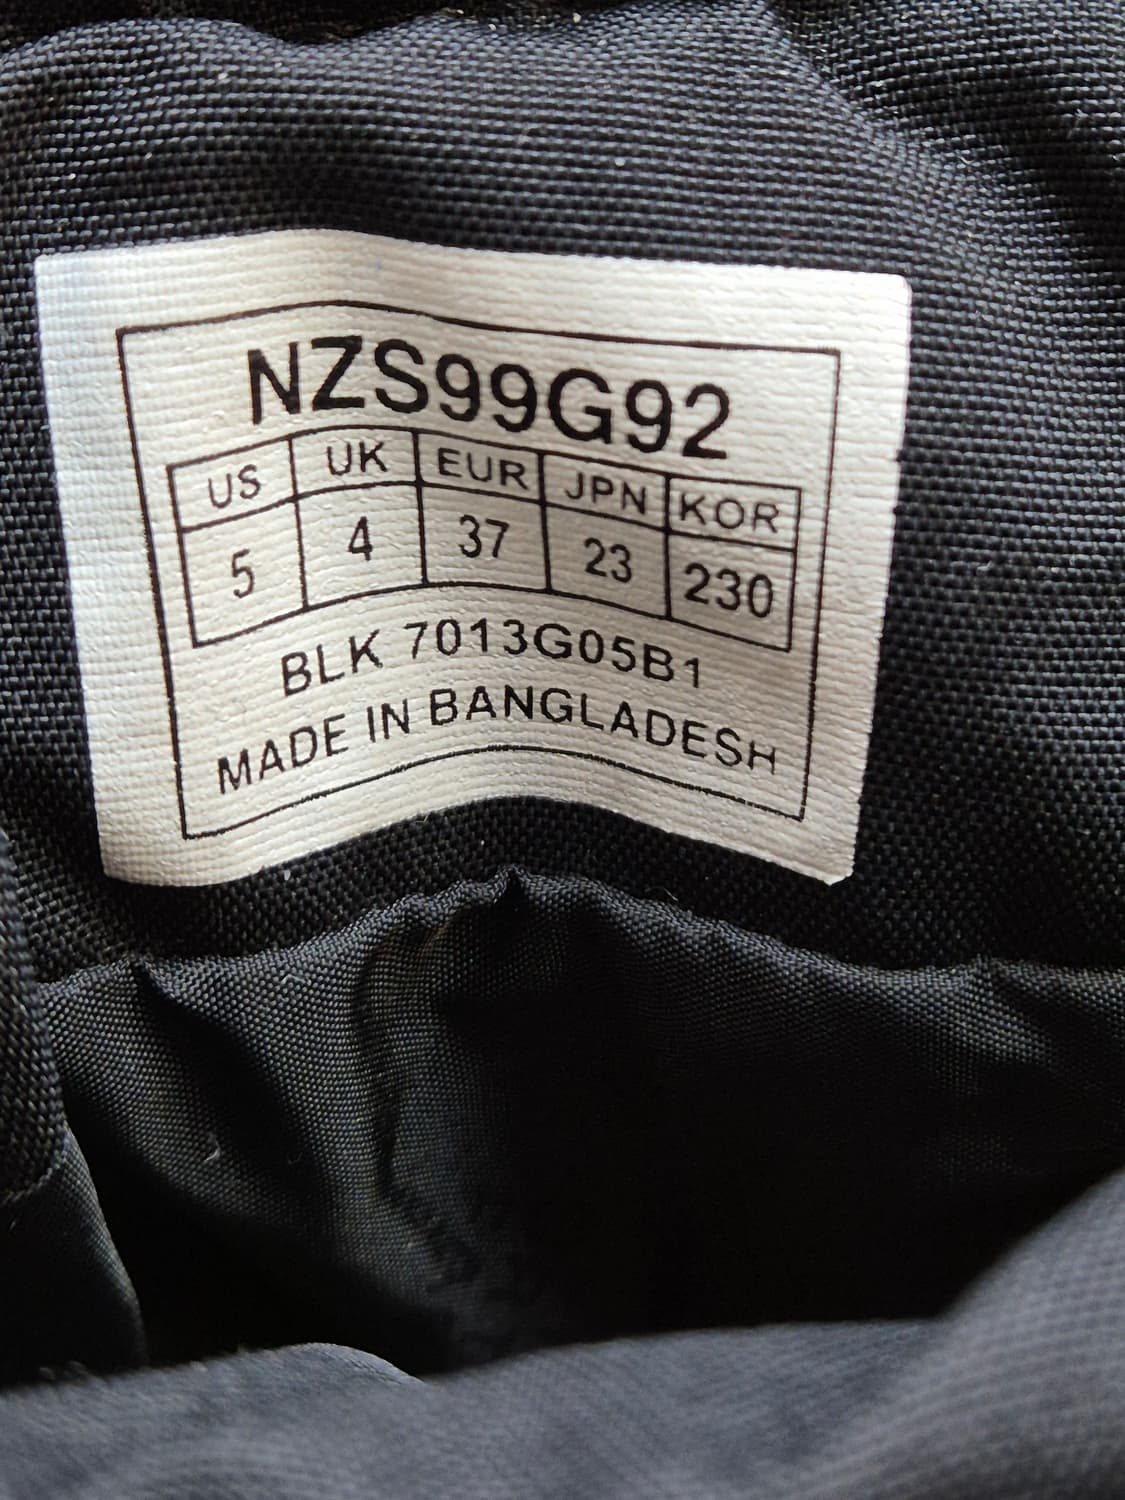 NZS99G92
US UK EUR JPN KOR
5 4 37 23 230
BLK 7013G05B1
MADE IN BANGLADESH